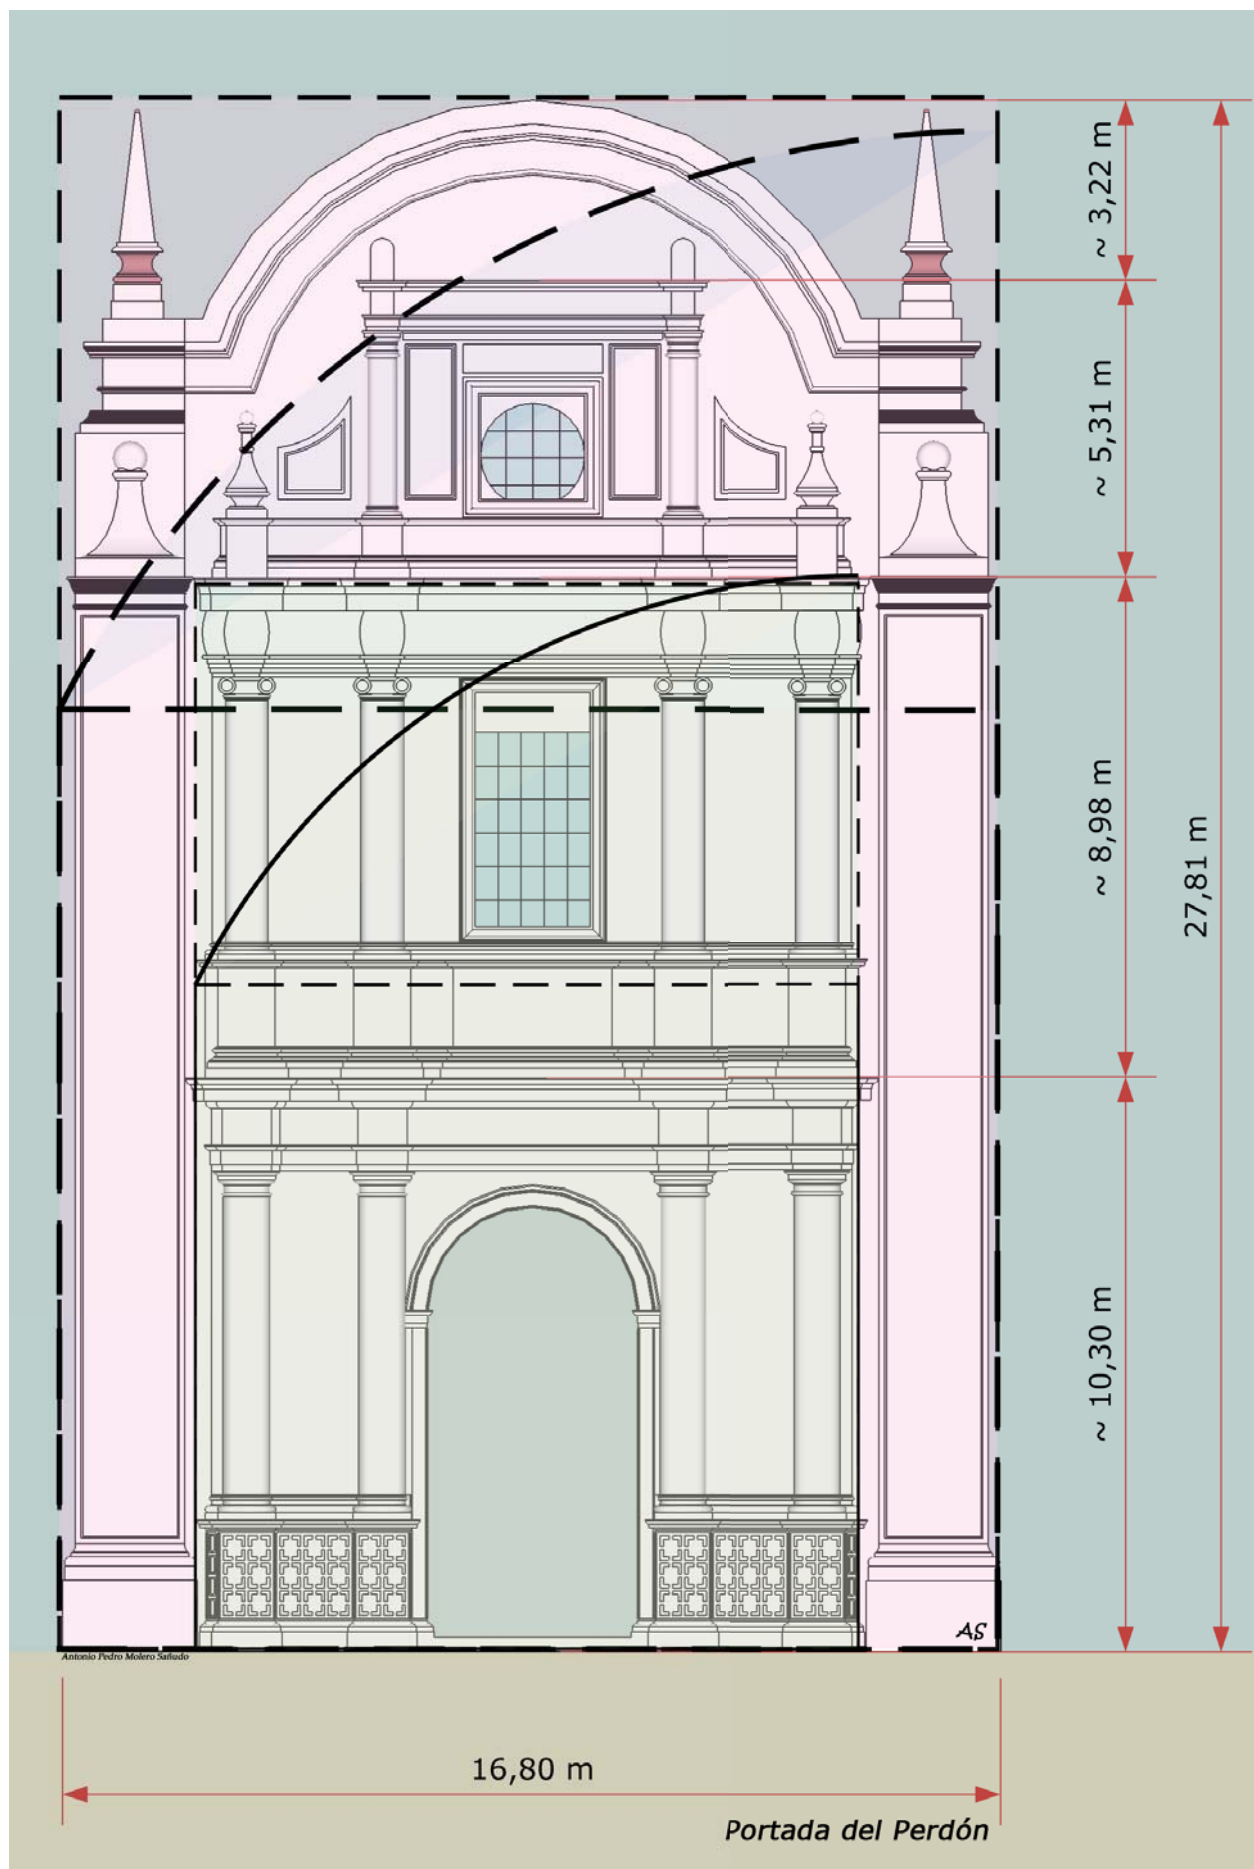 ~ 3,22 m
~ 5,31 m
~ 8,98 m
27,81 m
~ 10,30 m
AS
Antonio Pedro Molero Sañudo
16,80 m
Portada del Perdón